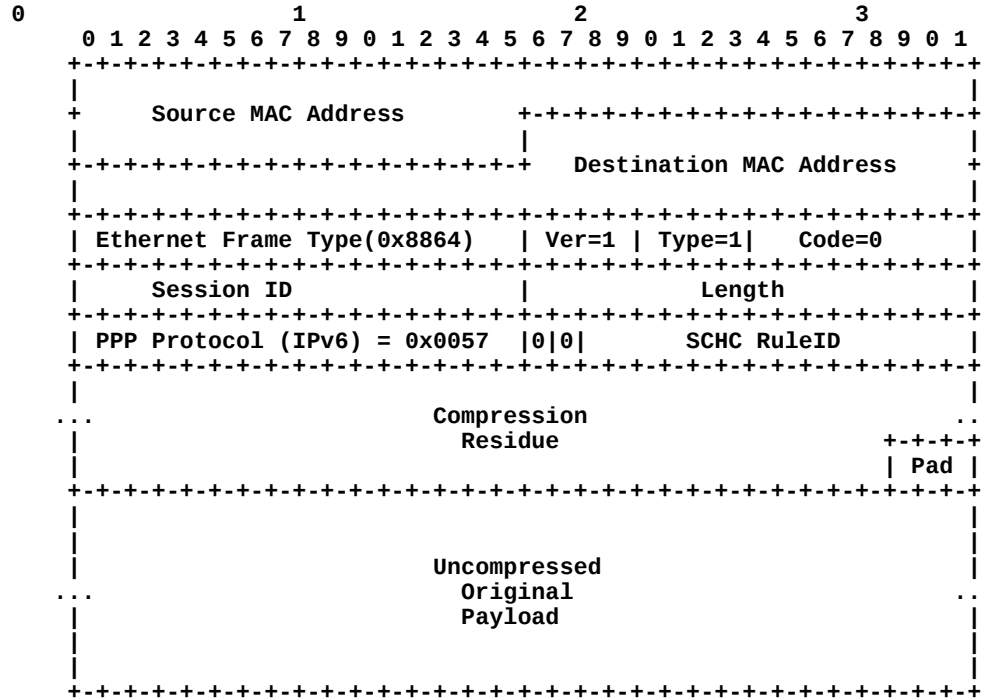 0                   1                   2                   3
     0 1 2 3 4 5 6 7 8 9 0 1 2 3 4 5 6 7 8 9 0 1 2 3 4 5 6 7 8 9 0 1
    +-+-+-+-+-+-+-+-+-+-+-+-+-+-+-+-+-+-+-+-+-+-+-+-+-+-+-+-+-+-+-+-+
    |                                                               |
    +     Source MAC Address        +-+-+-+-+-+-+-+-+-+-+-+-+-+-+-+-+
    |                               |                               |
    +-+-+-+-+-+-+-+-+-+-+-+-+-+-+-+-+   Destination MAC Address     +
    |                                                               |
    +-+-+-+-+-+-+-+-+-+-+-+-+-+-+-+-+-+-+-+-+-+-+-+-+-+-+-+-+-+-+-+-+
    | Ethernet Frame Type(0x8864)   | Ver=1 | Type=1|   Code=0      |
    +-+-+-+-+-+-+-+-+-+-+-+-+-+-+-+-+-+-+-+-+-+-+-+-+-+-+-+-+-+-+-+-+
    |     Session ID                |            Length             |
    +-+-+-+-+-+-+-+-+-+-+-+-+-+-+-+-+-+-+-+-+-+-+-+-+-+-+-+-+-+-+-+-+
    | PPP Protocol (IPv6) = 0x0057  |0|0|       SCHC RuleID         |
    +-+-+-+-+-+-+-+-+-+-+-+-+-+-+-+-+-+-+-+-+-+-+-+-+-+-+-+-+-+-+-+-+
    |                                                               |
   ...                        Compression                          ..
    |                           Residue                       +-+-+-+
    |                                                         | Pad |
    +-+-+-+-+-+-+-+-+-+-+-+-+-+-+-+-+-+-+-+-+-+-+-+-+-+-+-+-+-+-+-+-+
    |                                                               |
    |                                                               |
    |                         Uncompressed                          |
   ...                          Original                           ..
    |                           Payload                             |
    |                                                               |
    |                                                               |
    +-+-+-+-+-+-+-+-+-+-+-+-+-+-+-+-+-+-+-+-+-+-+-+-+-+-+-+-+-+-+-+-+